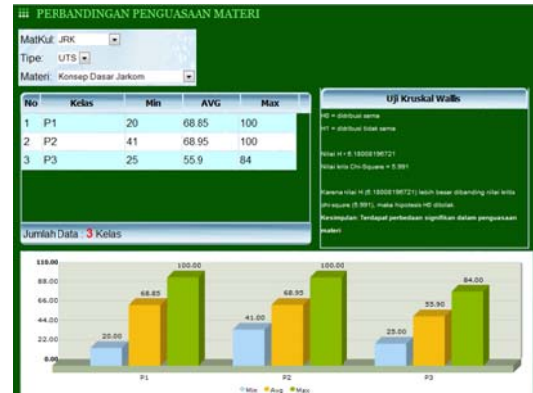 PERBANDINGAN PENGUASAAN MATERI
MatKul: JRK
Tipe: UTS
Materi: Konsep Dasar Jarkom
No Kelas Min AVG Max
1 P1 20 68.85 100
2 P2 41 68.95 100
3 P3 25 55.9 84
Jumlah Data : 3 Kelas
Uji Kruskal Wallis
H0 = distribusi sama
H1 = distribusi tidak sama
Nilai H = 6.18008196721
Nilai kritis Chi-Square = 5.991
Karena nilai H (6.18008196721) lebih besar dibanding nilai kritis
chi-square (5.991), maka hipotesis H0 ditolak.
Kesimpulan: Terdapat perbedaan signifikan dalam penguasaan
materi
110.00
88.00
66.00
44.00
22.00
0.00
20.00 68.85 100.00
41.00 68.95 100.00
25.00 55.90 84.00
P1 P2 P3
Min Avg Max